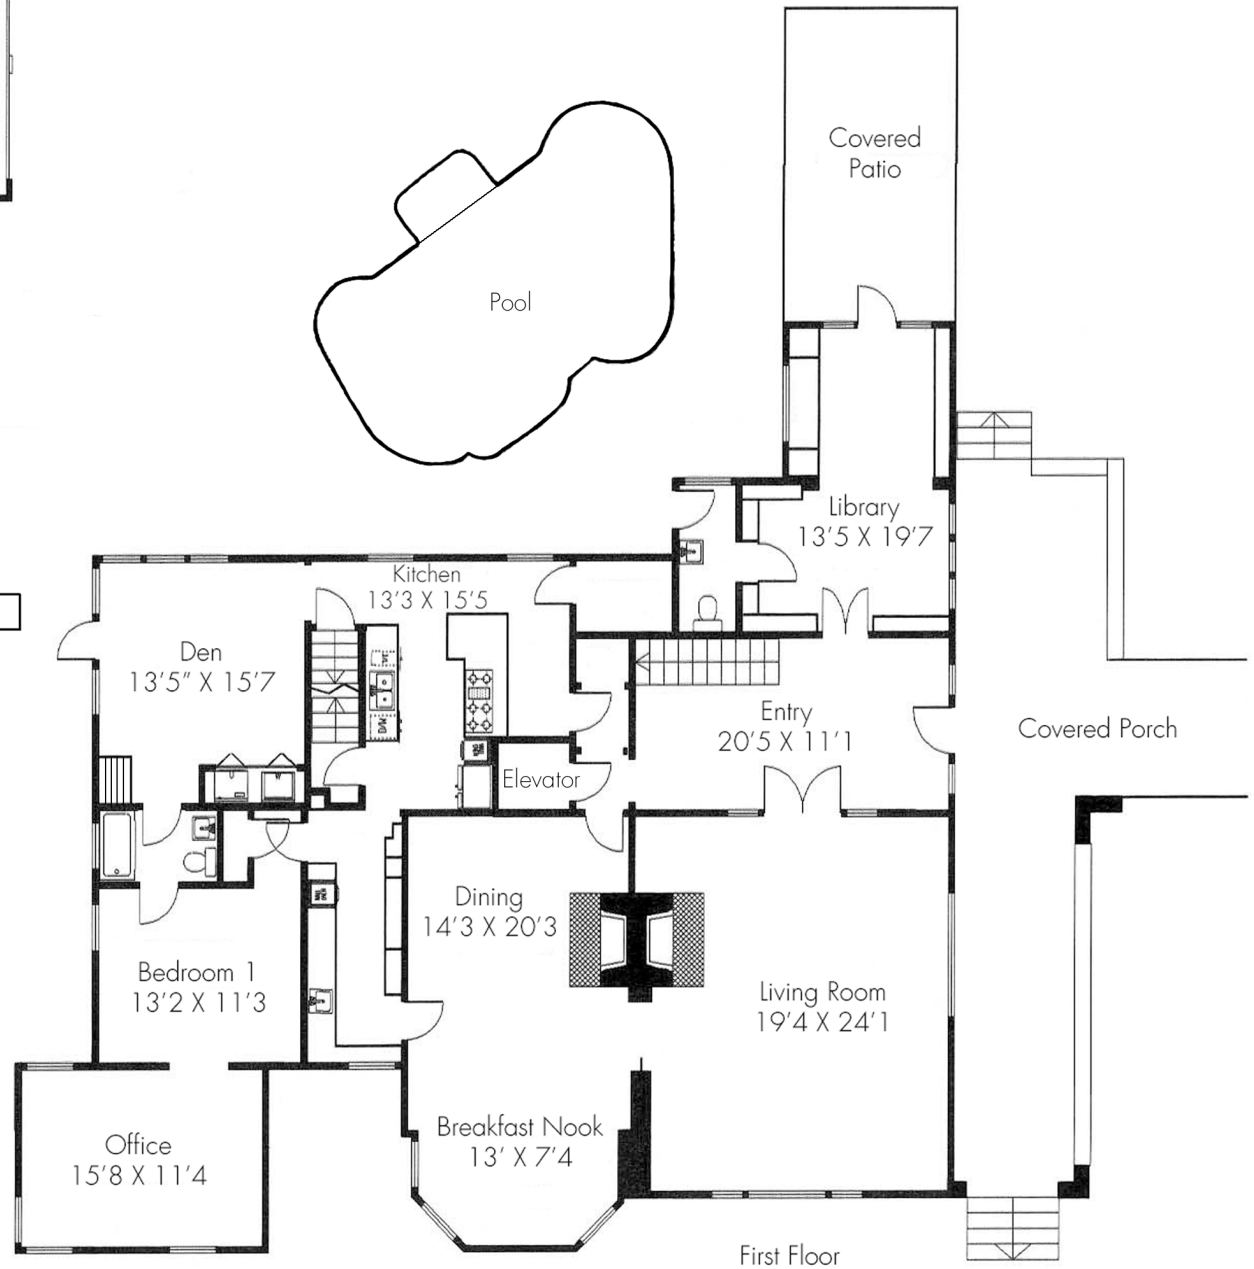 Covered
Patio
Pool
Library
13'5 X 19'7
Kitchen
13'3 X 15'5
Den
13'5" X 15'7
Entry
20'5 X 11'1
Covered Porch
Elevator
D/W
Dining
14'3 X 20'3
Bedroom 1
13'2 X 11'3
Living Room
19'4 X 24'1
Breakfast Nook
13' X 7'4
Office
15'8 X 11'4
First Floor